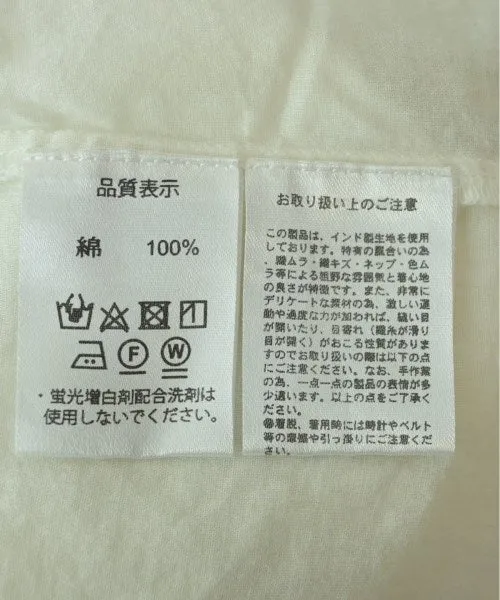 品質表示
綿 100%
F W
・蛍光増白剤配合洗剤は
使用しないでください。
お取り扱い上のご注意
この製品は、インド製生地を使用
しております。特有の風合いの為
、織ムラ・織キズ・ネップ・色ム
ラ等による粗野な雰囲気と着心地
の良さが特徴です。また、非常に
デリケートな素材の為、激しい運
動や過度な力が加われば、縫い目
が開いたり、目寄れ（織糸が滑り
目が開く）がおこる性質があります
ますのでお取り扱いの際は以下の点
にご注意ください。なお、手作業
の為、一点一点の製品の表情が多
少違います。以上の点をご了承く
ださい。
着脱、着用時には時計やベルト
等の摩擦や引っ掛りにご注意くだ
さい。